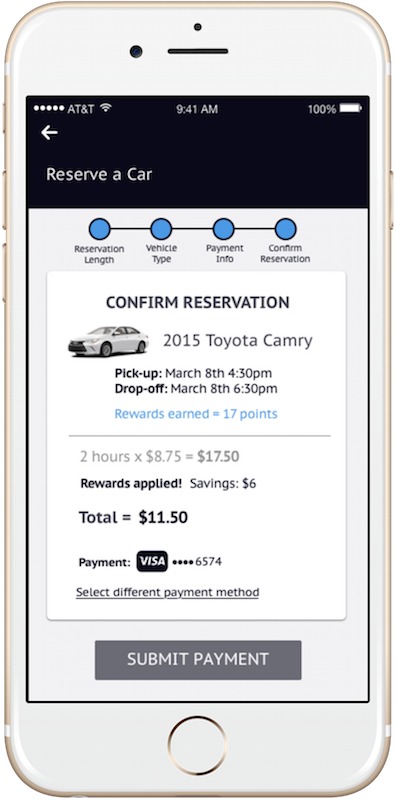 ●●●●● AT&T 9:41 AM 100%
Reserve a Car
Reservation Length
Vehicle Type
Payment Info
Confirm Reservation
CONFIRM RESERVATION
2015 Toyota Camry
Pick-up: March 8th 4:30pm
Drop-off: March 8th 6:30pm
Rewards earned = 17 points
2 hours x $8.75 = $17.50
Rewards applied! Savings: $6
Total = $11.50
Payment: VISA ●●●● 6574
Select different payment method
SUBMIT PAYMENT